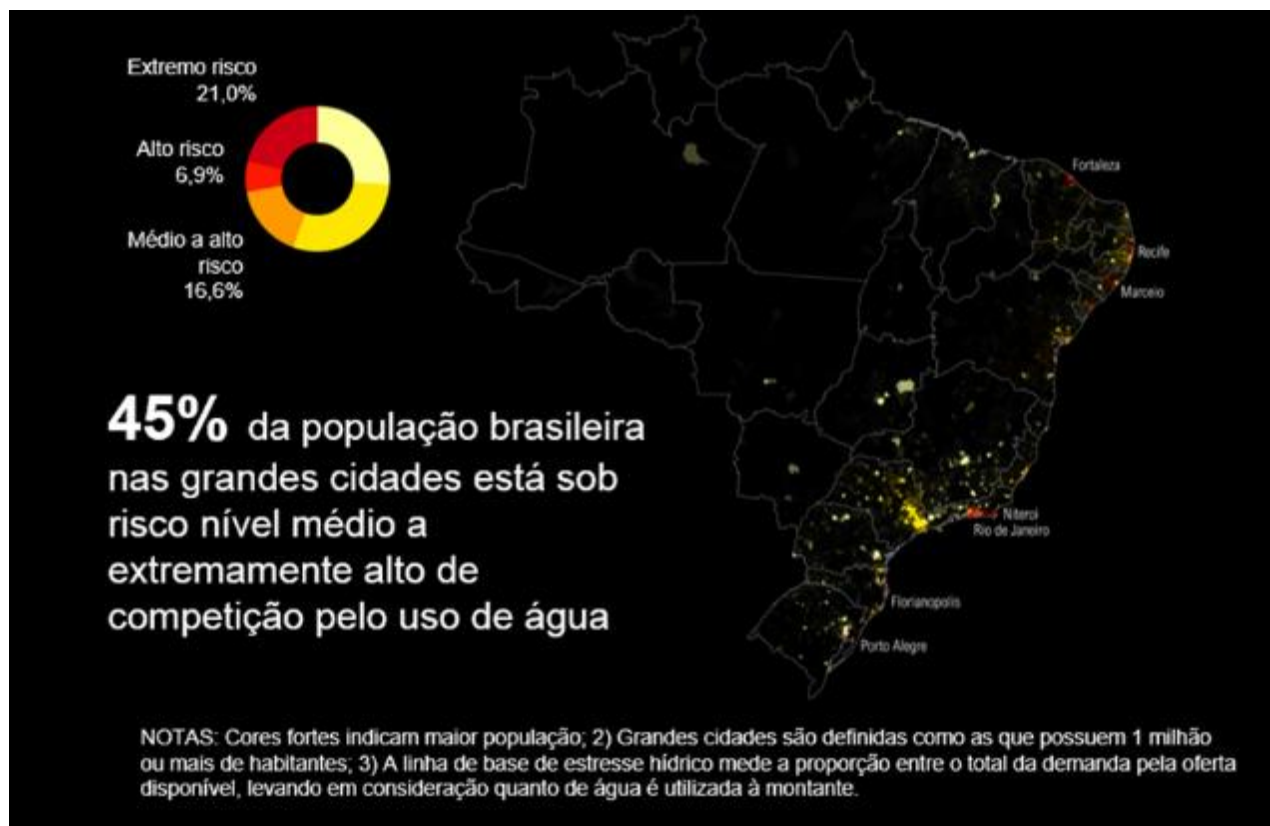 Extremo risco
21,0%
Alto risco
6,9%
Médio a alto
risco
16,6%
45% da população brasileira
nas grandes cidades está sob
risco nível médio a
extremamente alto de
competição pelo uso de água
Fortaleza
Recife
Marceio
Niteroi
Rio de Janeiro
Florianopolis
Porto Alegre
NOTAS: Cores fortes indicam maior população; 2) Grandes cidades são definidas como as que possuem 1 milhão
ou mais de habitantes; 3) A linha de base de estresse hídrico mede a proporção entre o total da demanda pela oferta
disponível, levando em consideração quanto de água é utilizada à montante.